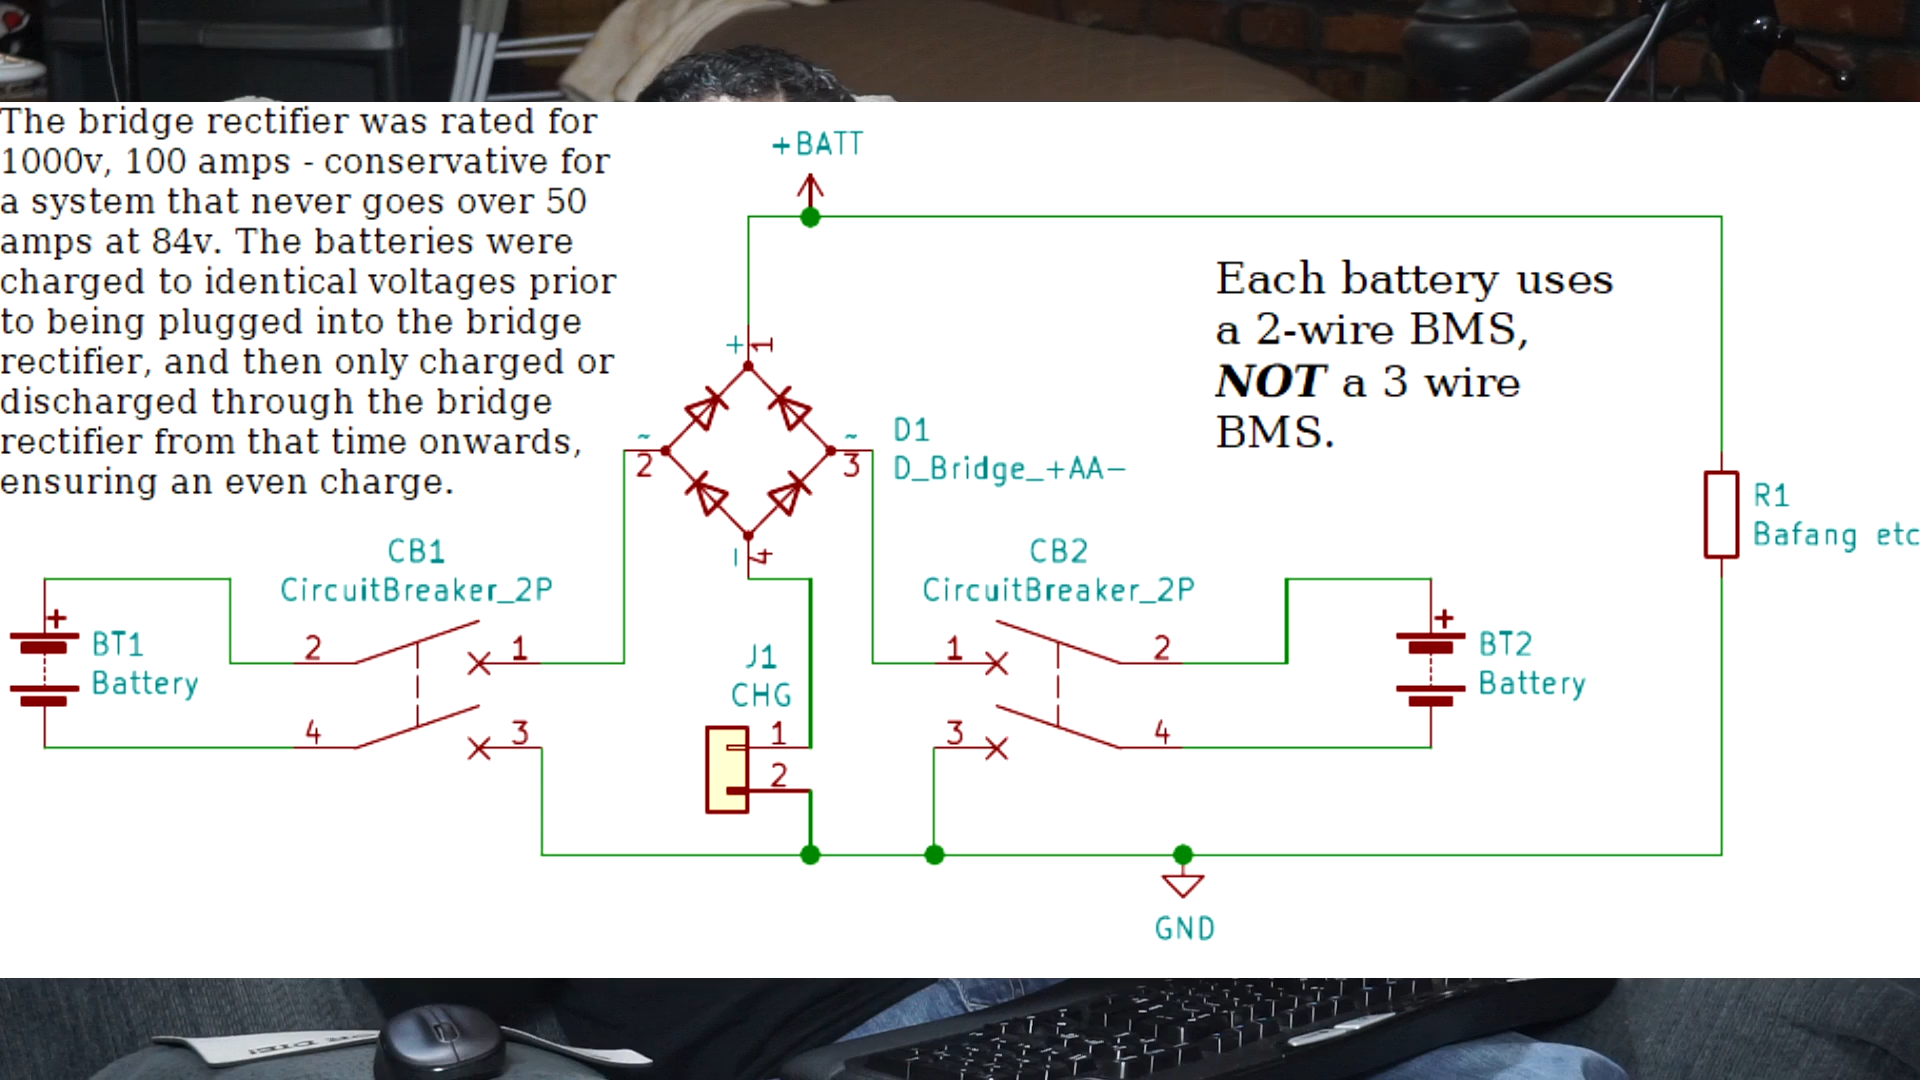 The bridge rectifier was rated for
1000v, 100 amps - conservative for
a system that never goes over 50
amps at 84v. The batteries were
charged to identical voltages prior
to being plugged into the bridge
rectifier, and then only charged or
discharged through the bridge
rectifier from that time onwards,
ensuring an even charge.
+BATT
Each battery uses
a 2-wire BMS,
NOT a 3 wire
BMS.
+ 1
~ 2
~ 3
- 4
D1
D_Bridge_+AA-
R1
Bafang etc
CB1
CircuitBreaker_2P
CB2
CircuitBreaker_2P
+
BT1
Battery
2 1
4 3
J1
CHG
1
2
1 2
3 4
+
BT2
Battery
GND